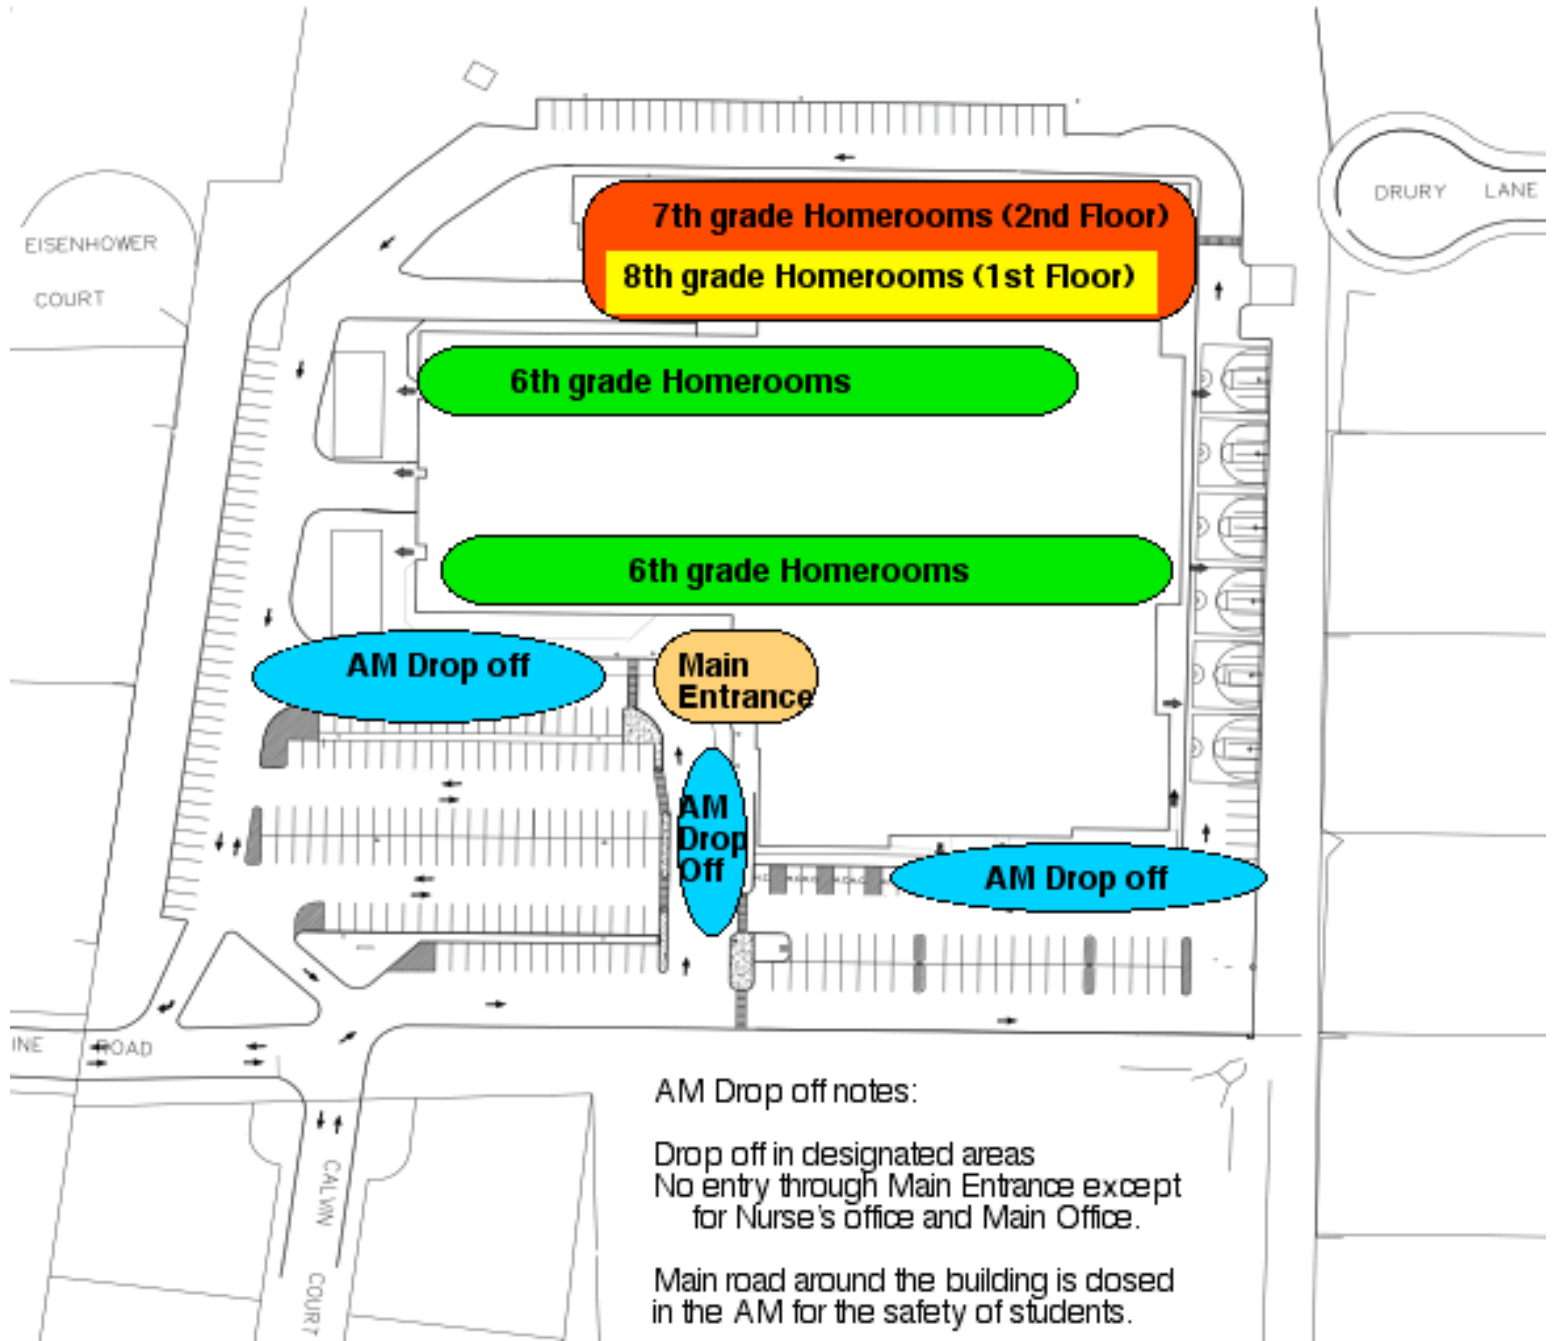 7th grade Homerooms (2nd Floor)
8th grade Homerooms (1st Floor)
DRURY LANE
EISENHOWER
COURT
6th grade Homerooms
6th grade Homerooms
AM Drop off
Main
Entrance
AM
Drop
Off
AM Drop off
INE ROAD
CALVIN COURT
AM Drop off notes:
Drop off in designated areas
No entry through Main Entrance except
for Nurse's office and Main Office.
Main road around the building is closed
in the AM for the safety of students.